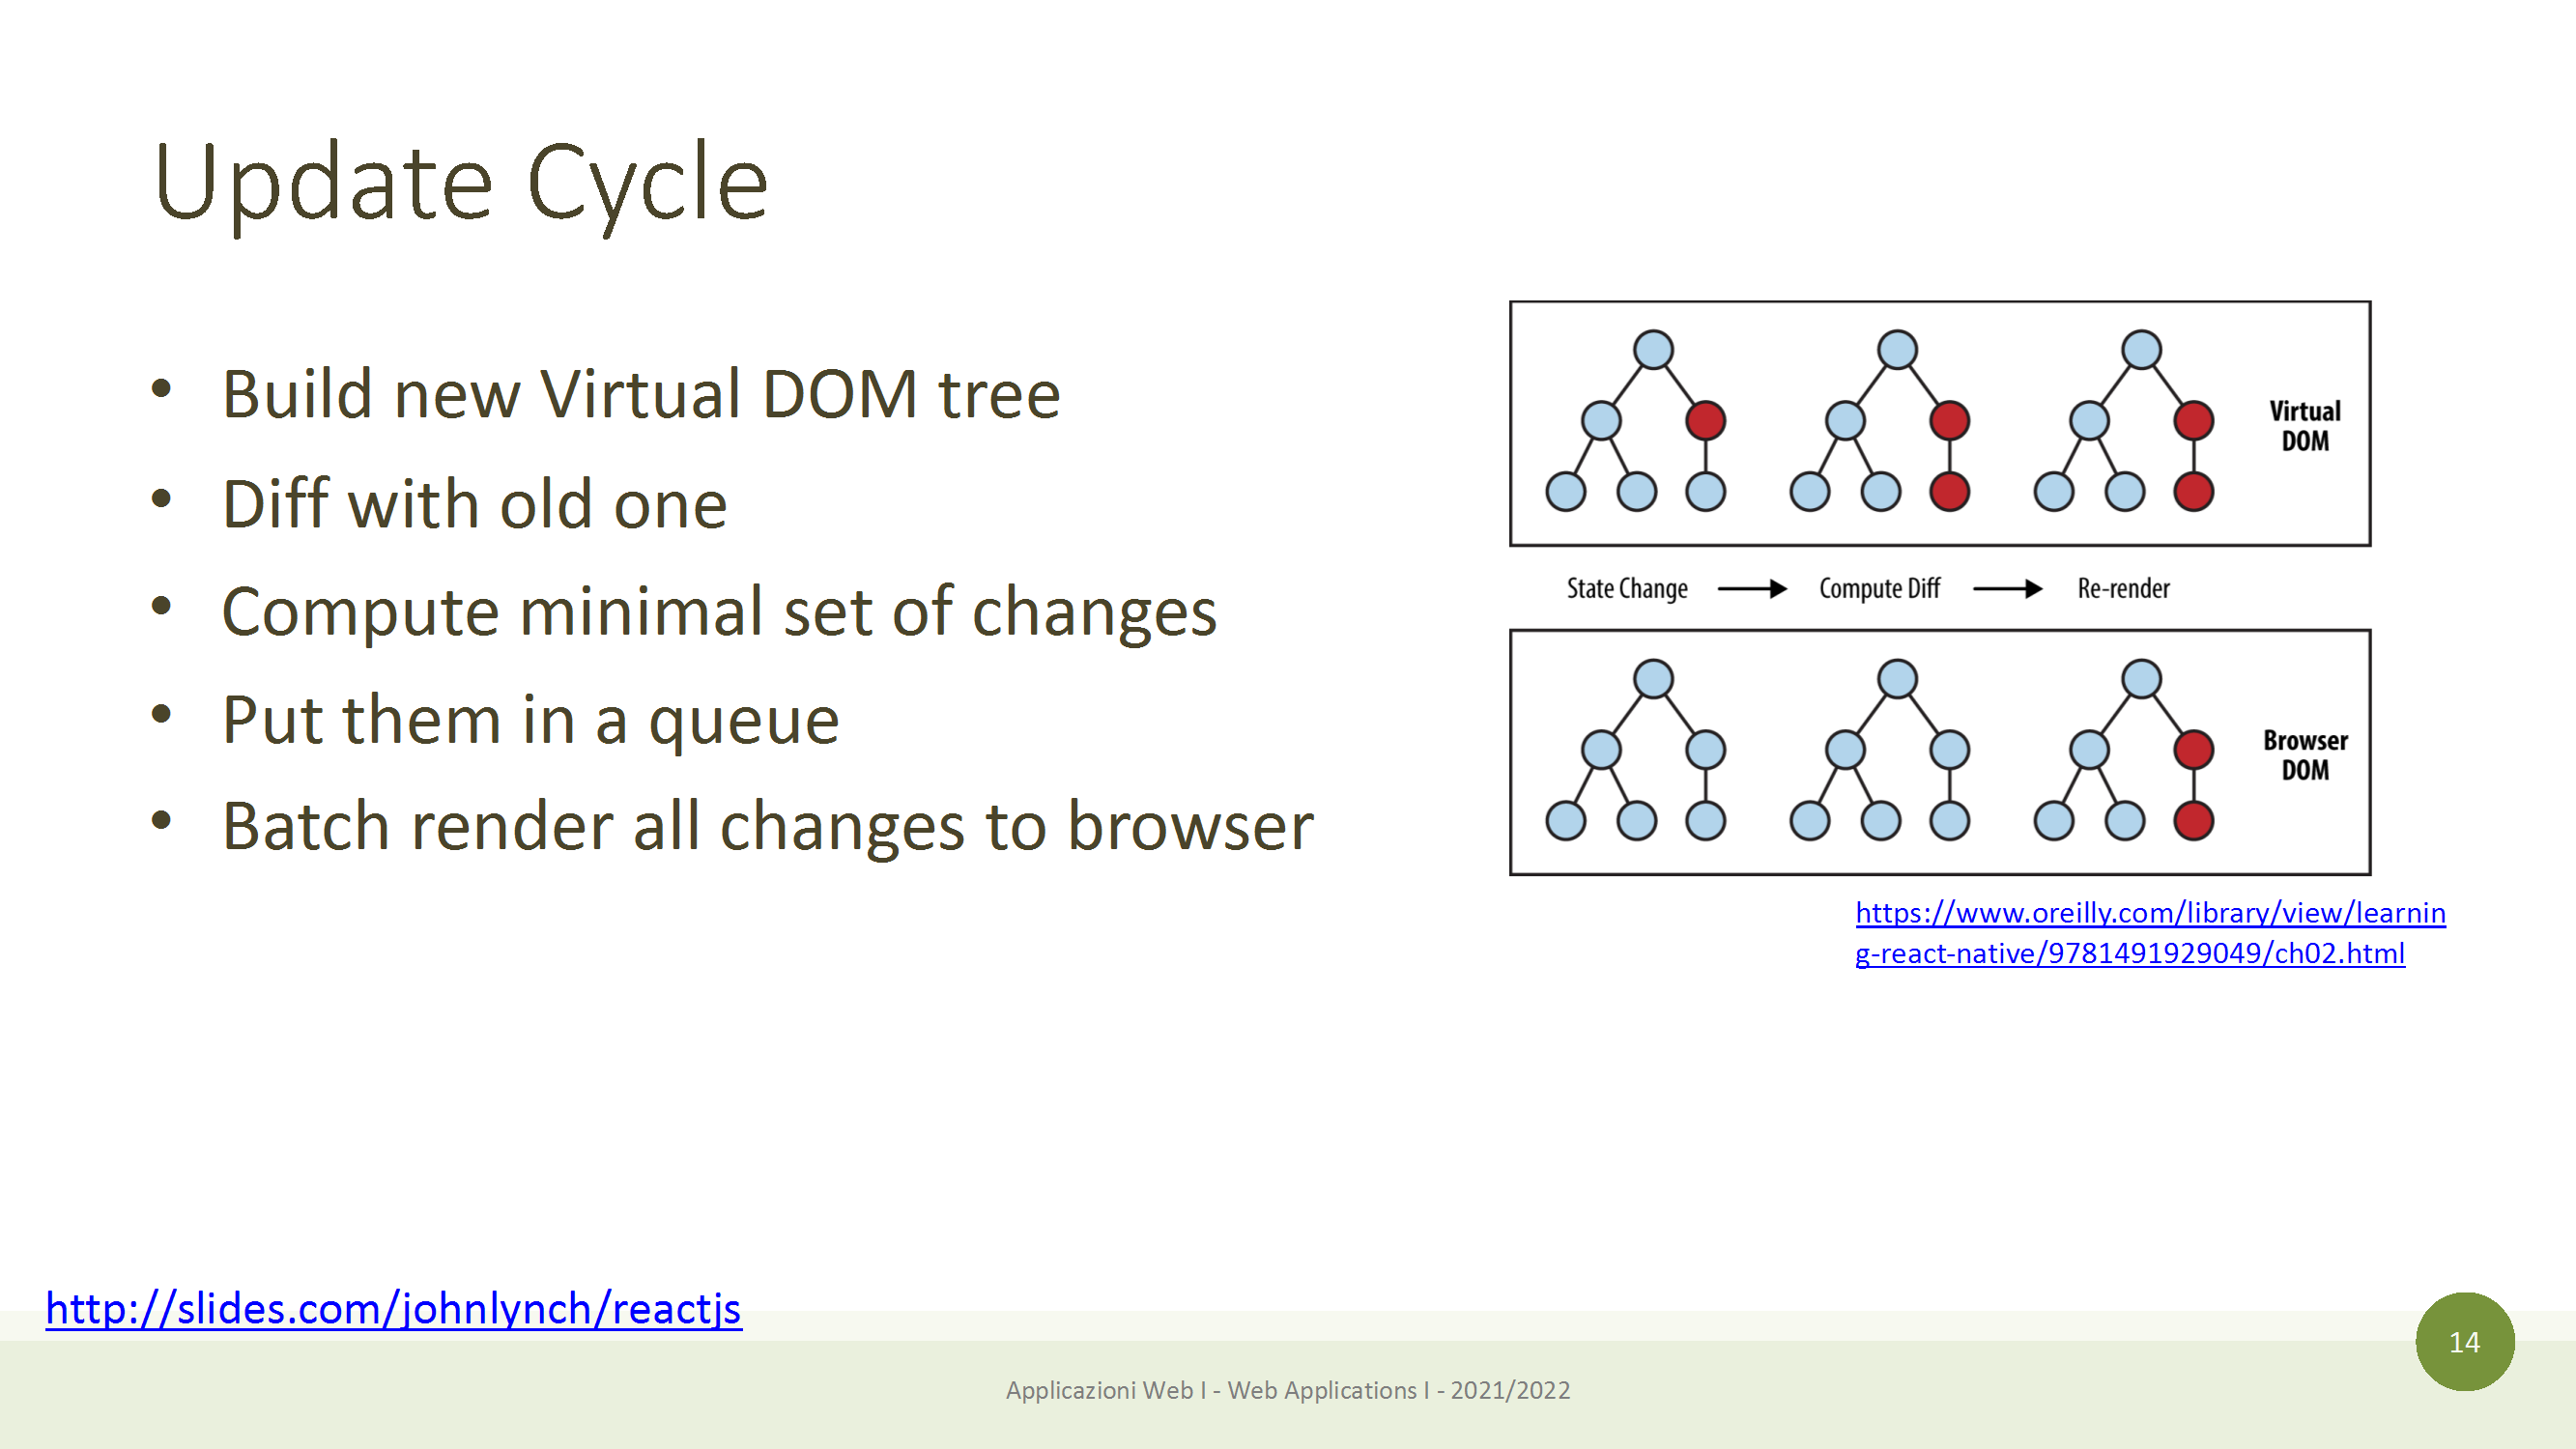 Update Cycle
• Build new Virtual DOM tree
• Diff with old one
• Compute minimal set of changes
• Put them in a queue
• Batch render all changes to browser
Virtual
DOM
State Change
Compute Diff
Re-render
Browser
DOM
https://www.oreilly.com/library/view/learnin
g-react-native/9781491929049/ch02.html
http://slides.com/johnlynch/reactjs
14
Applicazioni Web I - Web Applications I - 2021/2022